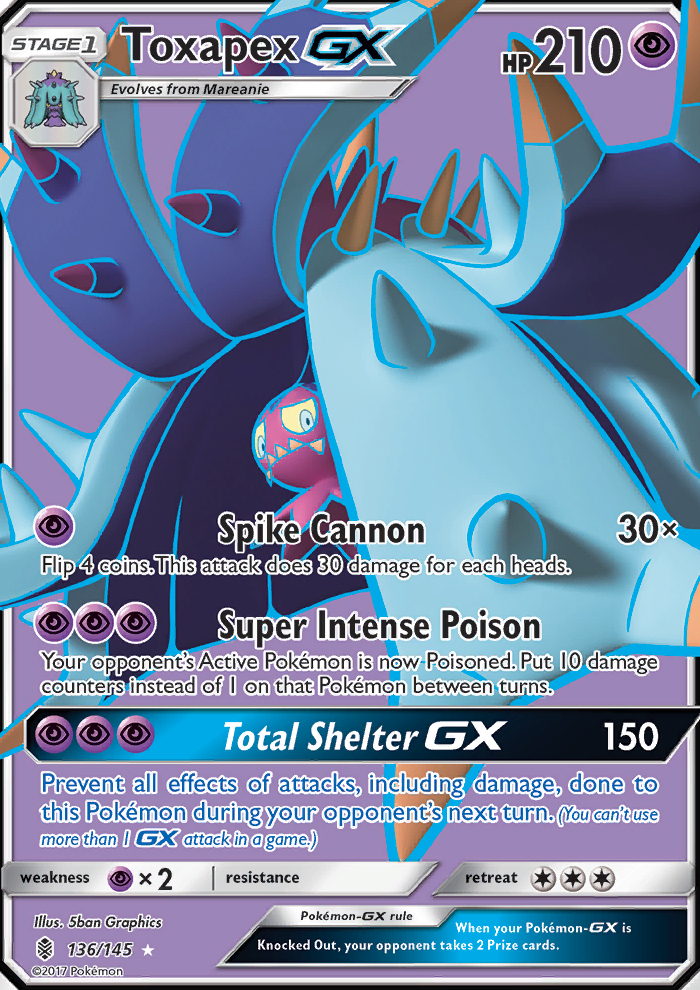 STAGE1 Toxapex GX HP210
Evolves from Mareanie
Spike Cannon 30×
Flip 4 coins. This attack does 30 damage for each heads.
Super Intense Poison
Your opponent's Active Pokémon is now Poisoned. Put 10 damage
counters instead of 1 on that Pokémon between turns.
Total Shelter GX 150
Prevent all effects of attacks, including damage, done to
this Pokémon during your opponent's next turn. (You can't use
more than 1 GX attack in a game.)
weakness ×2 resistance retreat
Illus. 5ban Graphics
136/145
©2017 Pokémon
Pokémon-GX rule
When your Pokémon-GX is
Knocked Out, your opponent takes 2 Prize cards.